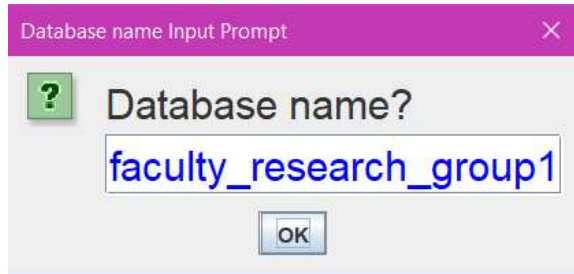 Database name Input Prompt
Database name?
faculty_research_group1
OK